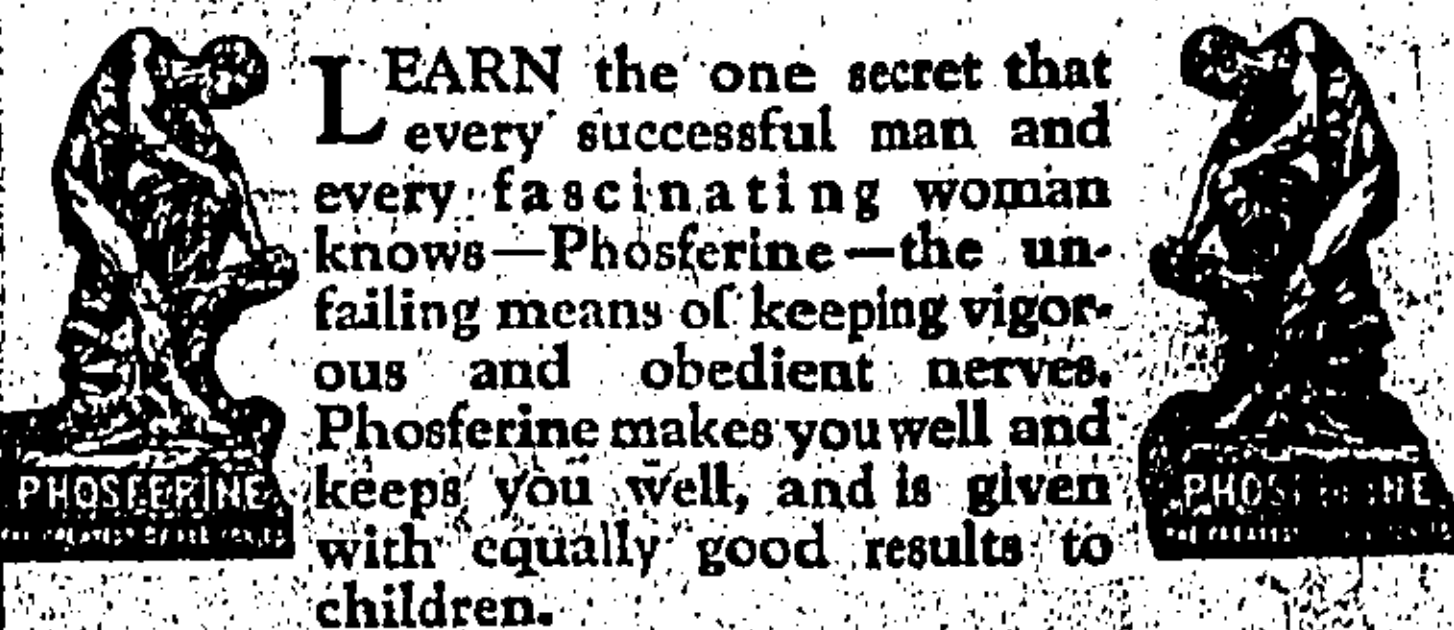 LEARN the one secret that
every successful man and
every fascinating woman
knows—Phosferine—the un-
failing means of keeping vigor-
ous and obedient nerves.
Phosferine makes you well and
keeps you well, and is given
with equally good results to
children.
PHOSFERINE
PHOSFERINE